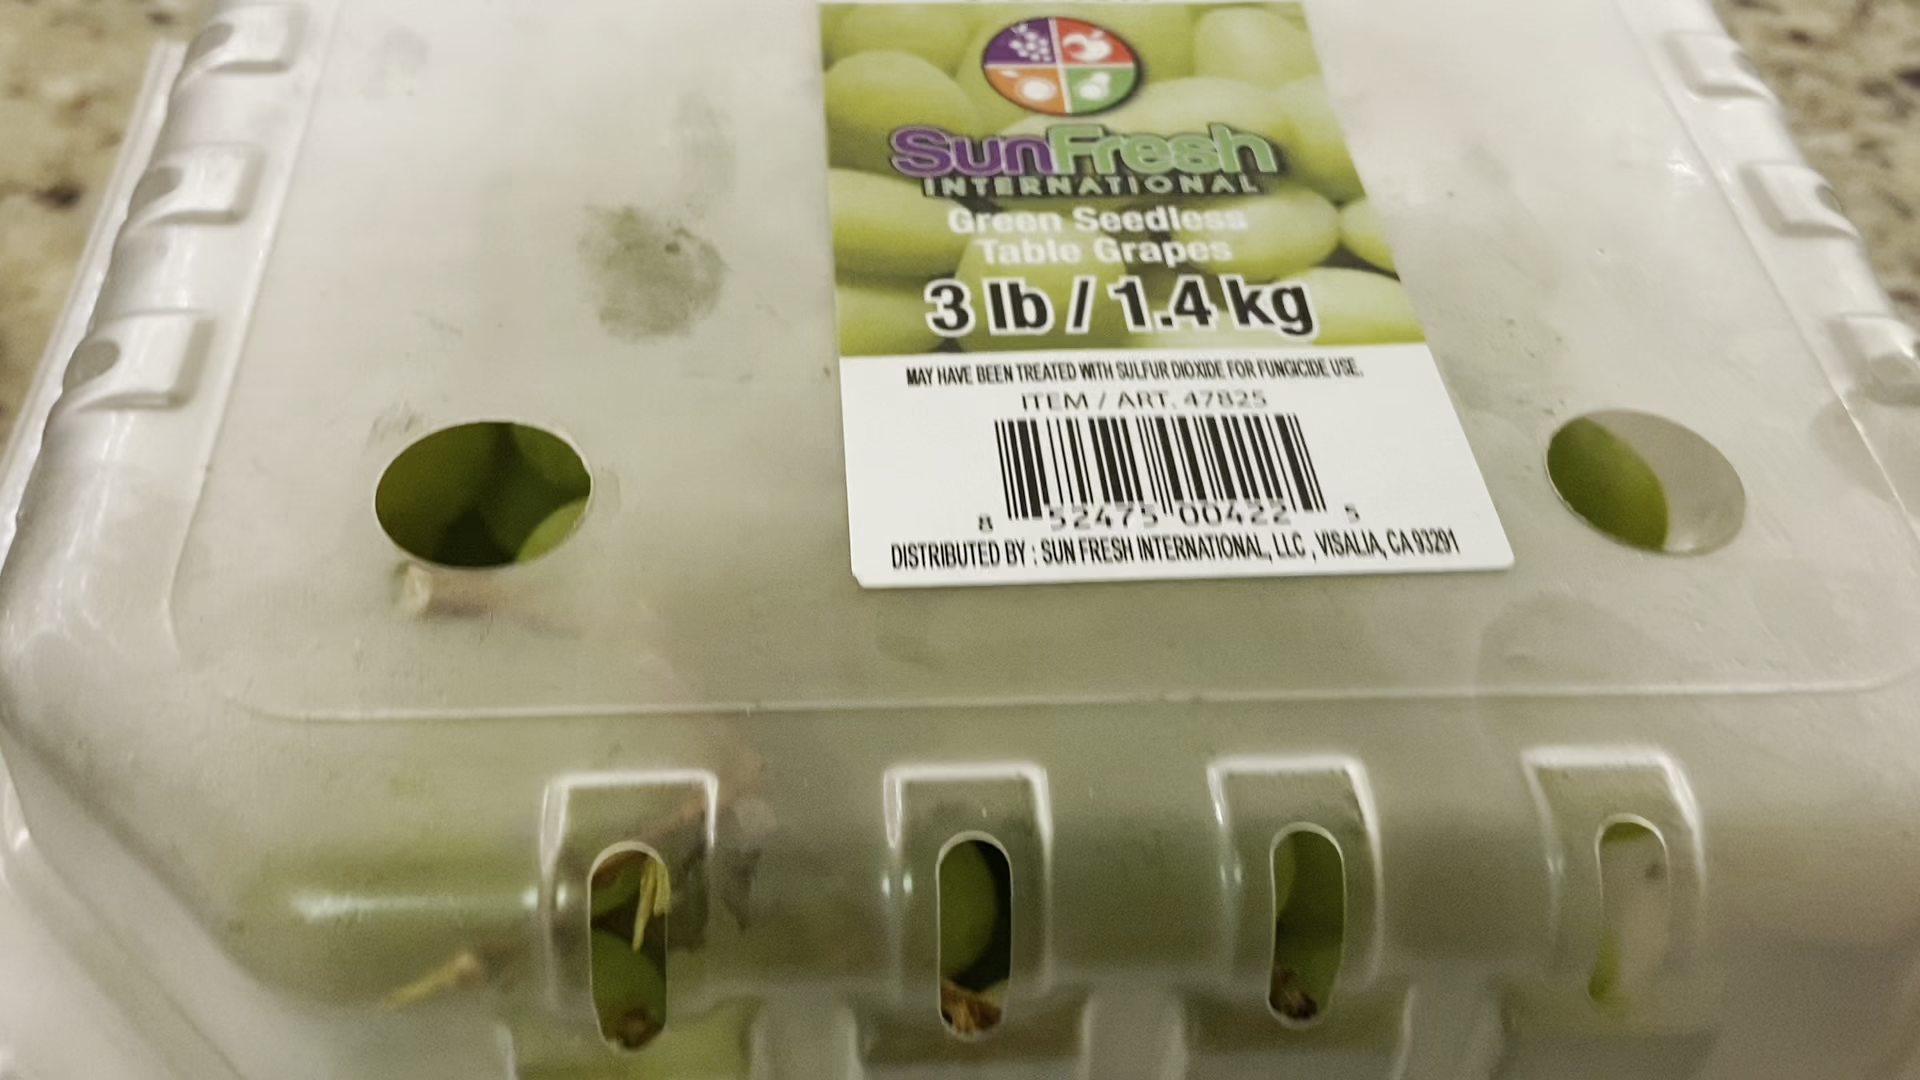 SunFresh
INTERNATIONAL
Green Seedless
Table Grapes
3 lb / 1.4 kg
MAY HAVE BEEN TREATED WITH SULFUR DIOXIDE FOR FUNGICIDE USE.
ITEM / ART. 47825
8 52475 00422 5
DISTRIBUTED BY : SUN FRESH INTERNATIONAL, LLC , VISALIA, CA 93291